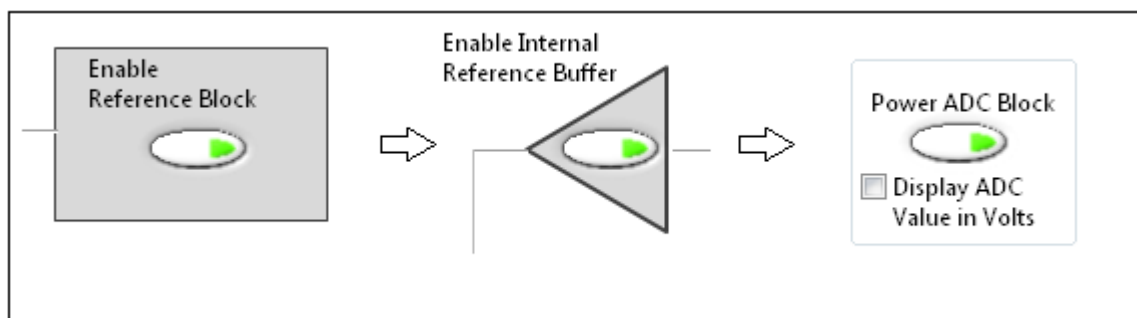 Enable
Reference Block
Enable Internal
Reference Buffer
Power ADC Block
Display ADC
Value in Volts